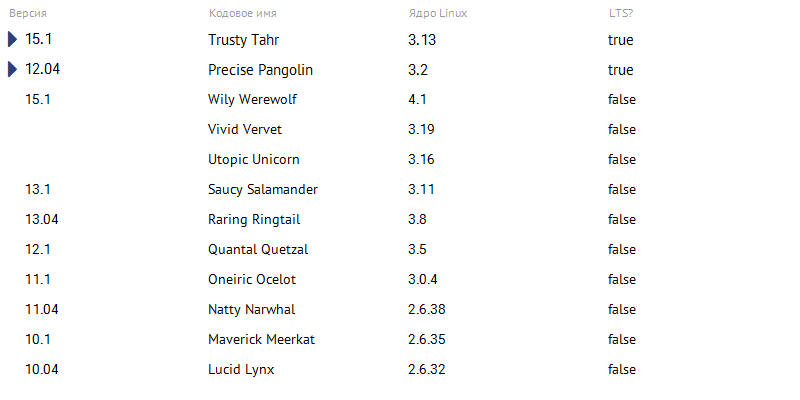 Версия Кодовое имя Ядро Linux LTS?
15.1 Trusty Tahr 3.13 true
12.04 Precise Pangolin 3.2 true
15.1 Wily Werewolf 4.1 false
Vivid Vervet 3.19 false
Utopic Unicorn 3.16 false
13.1 Saucy Salamander 3.11 false
13.04 Raring Ringtail 3.8 false
12.1 Quantal Quetzal 3.5 false
11.1 Oneiric Ocelot 3.0.4 false
11.04 Natty Narwhal 2.6.38 false
10.1 Maverick Meerkat 2.6.35 false
10.04 Lucid Lynx 2.6.32 false